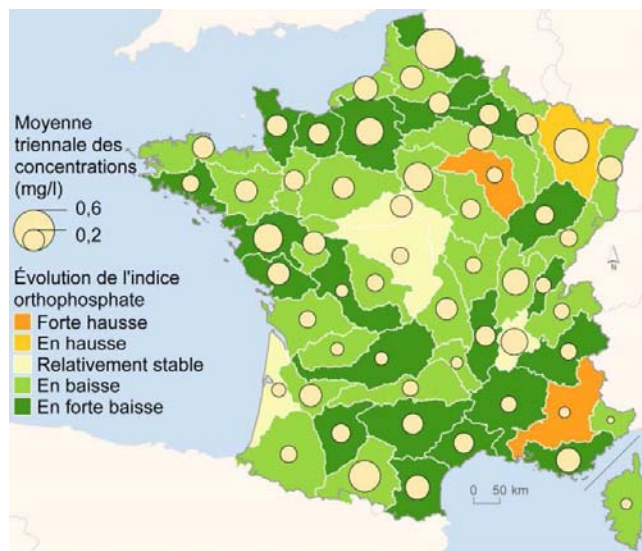 Moyenne
triennale des
concentrations
(mg/l)
0,6
0,2
Évolution de l'indice
orthophosphate
Forte hausse
En hausse
Relativement stable
En baisse
En forte baisse
N
0 50 km